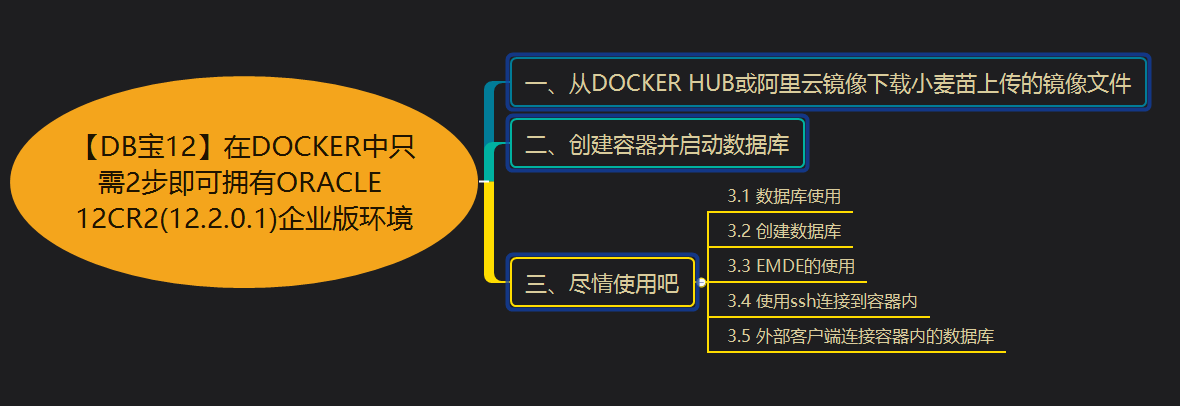 【DB宝12】在DOCKER中只
需2步即可拥有ORACLE
12CR2(12.2.0.1)企业版环境
一、从DOCKER HUB或阿里云镜像下载小麦苗上传的镜像文件
二、创建容器并启动数据库
三、尽情使用吧
3.1 数据库使用
3.2 创建数据库
3.3 EMDE的使用
3.4 使用ssh连接到容器内
3.5 外部客户端连接容器内的数据库